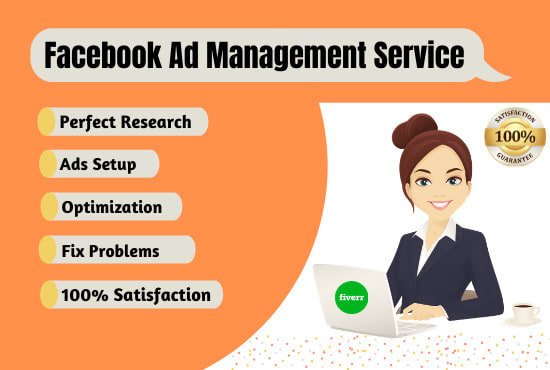 Facebook Ad Management Service
Perfect Research
Ads Setup
Optimization
Fix Problems
100% Satisfaction
SATISFACTION
100%
GUARANTEE
fiverr